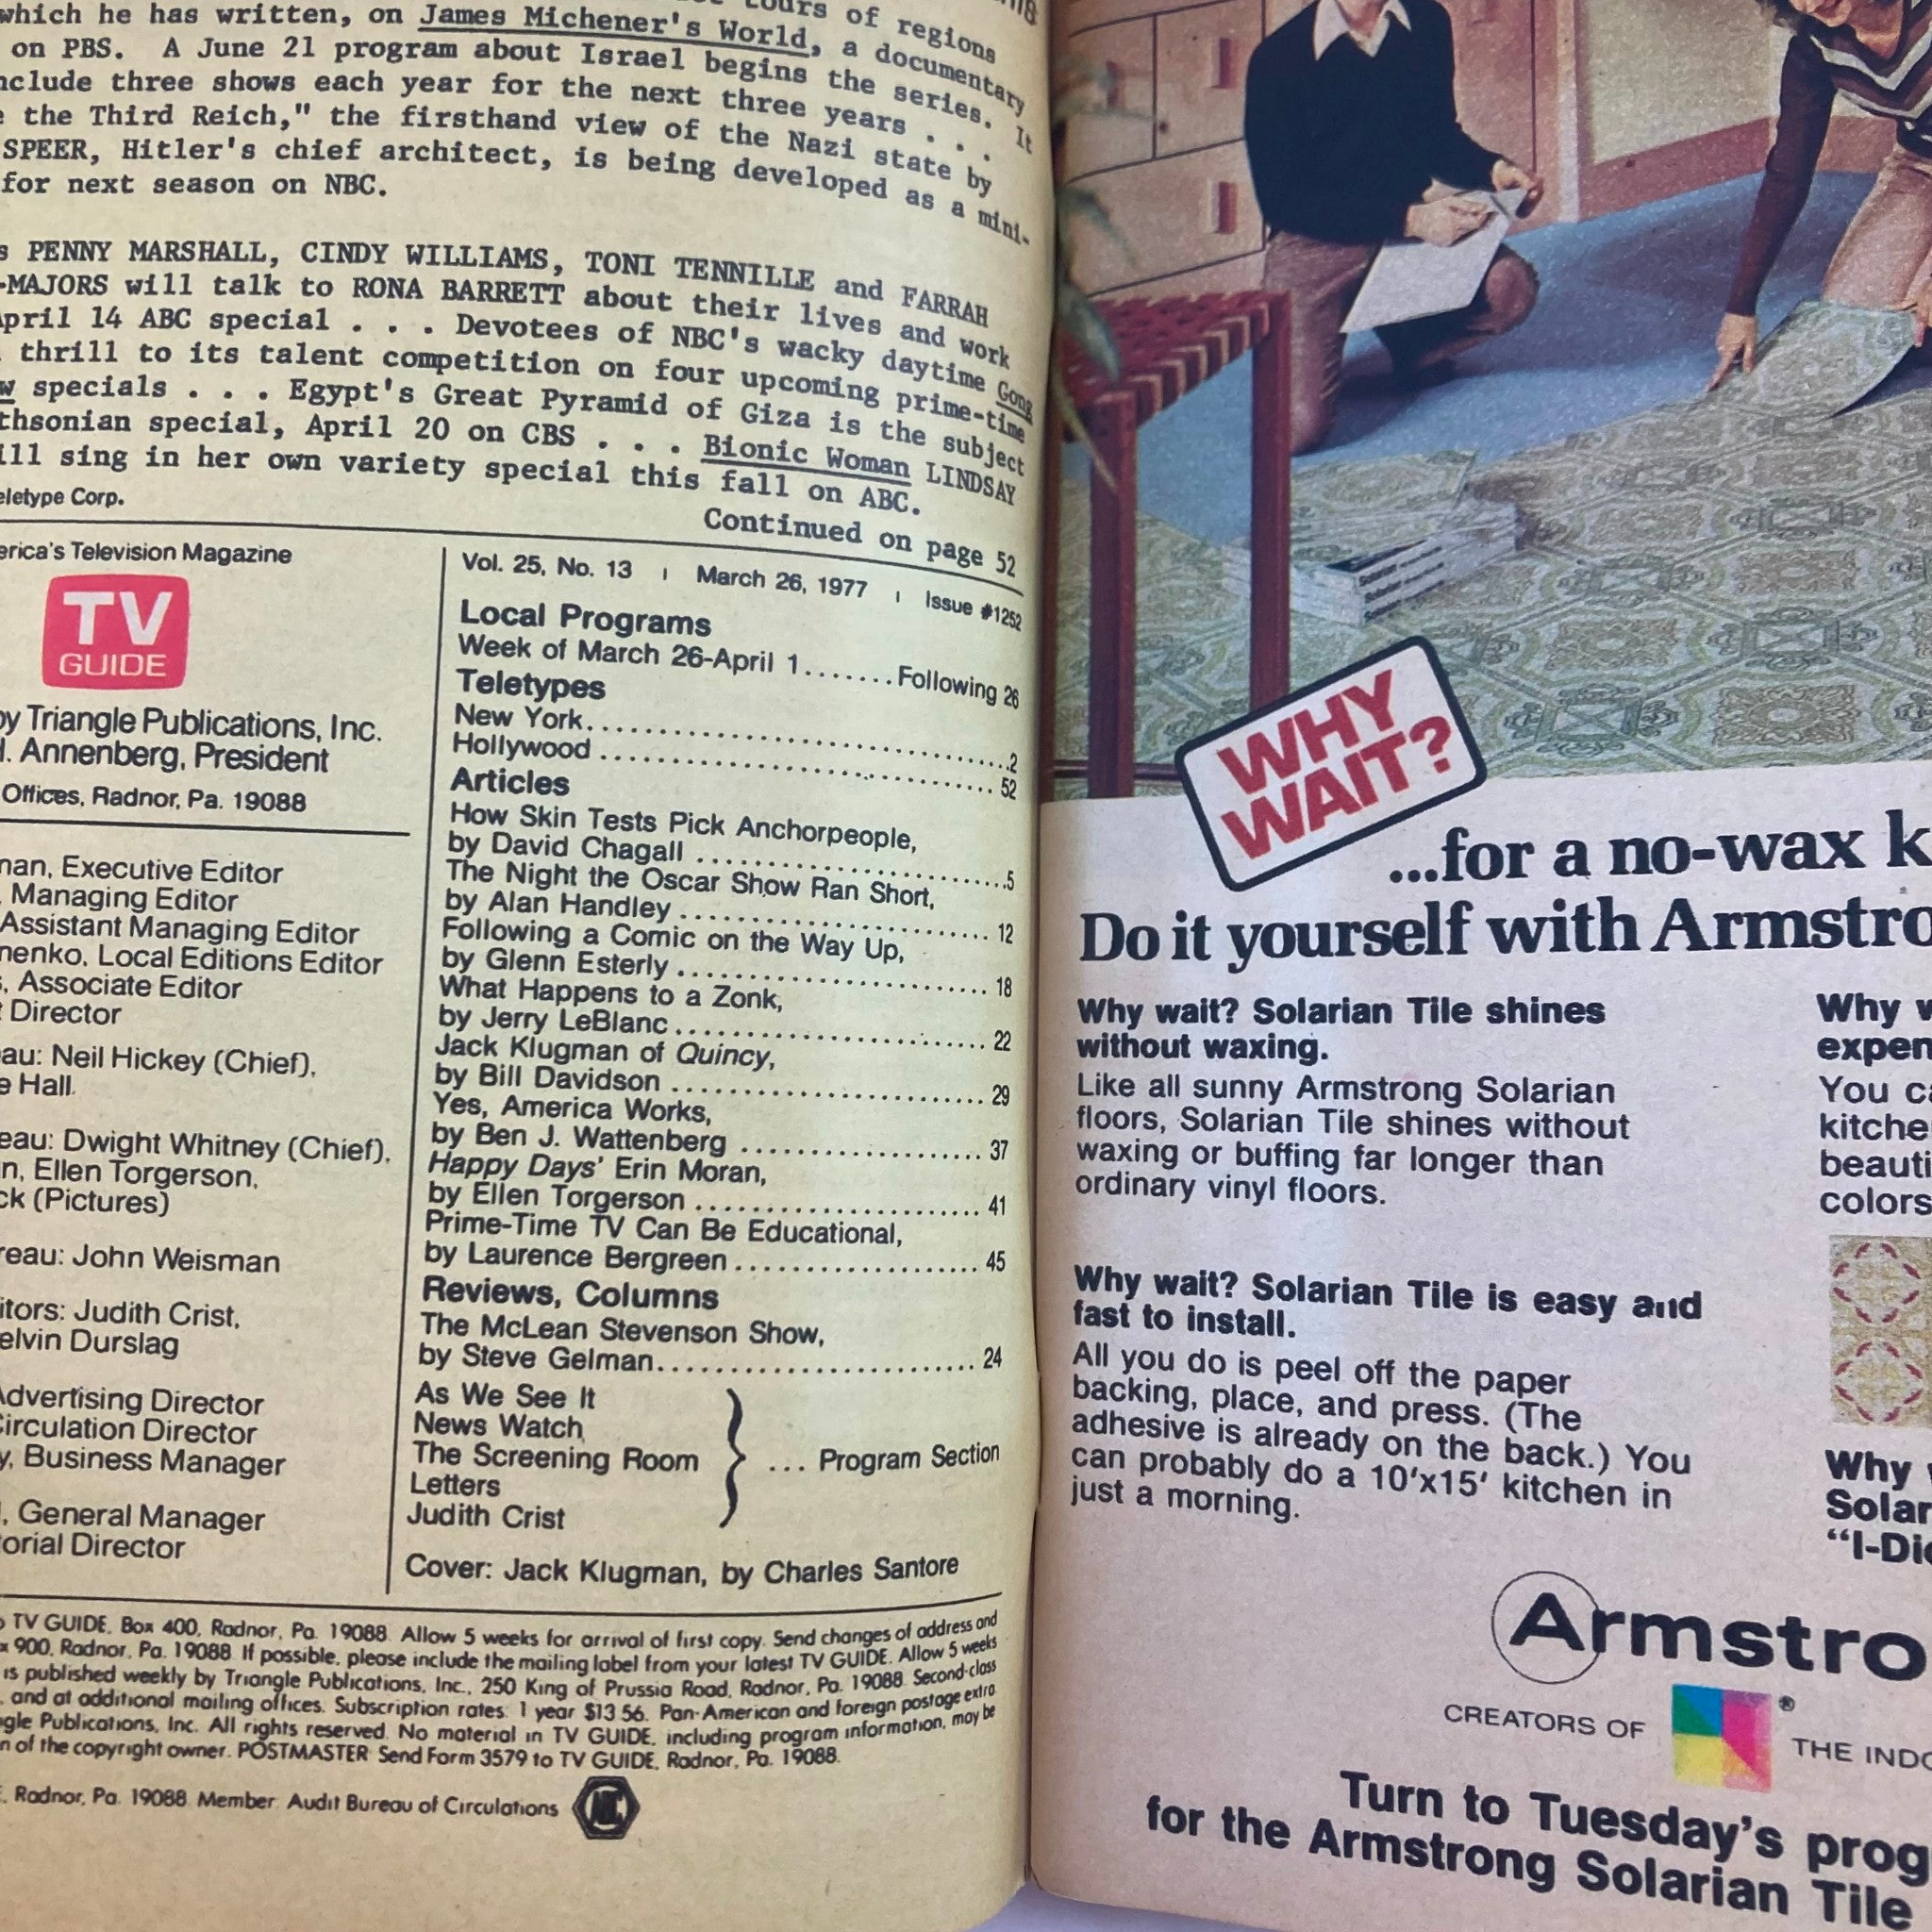 tours of regions
which he has written, on James Michener's World, a documentary
on PBS. A June 21 program about Israel begins the series. It
nclude three shows each year for the next three years . . .
e the Third Reich," the firsthand view of the Nazi state by
SPEER, Hitler's chief architect, is being developed as a mini-
for next season on NBC.
s PENNY MARSHALL, CINDY WILLIAMS, TONI TENNILLE and FARRAH
-MAJORS will talk to RONA BARRETT about their lives and work
April 14 ABC special . . . Devotees of NBC's wacky daytime Gong
thrill to its talent competition on four upcoming prime-time
w specials . . . Egypt's Great Pyramid of Giza is the subject
thsonian special, April 20 on CBS . . . Bionic Woman LINDSAY
ill sing in her own variety special this fall on ABC.
eletype Corp.
Continued on page 52
erica's Television Magazine
TV
GUIDE
by Triangle Publications, Inc.
H. Annenberg, President
Offices, Radnor, Pa. 19088
man, Executive Editor
, Managing Editor
Assistant Managing Editor
nenko, Local Editions Editor
s, Associate Editor
t Director
eau: Neil Hickey (Chief),
e Hall.
eau: Dwight Whitney (Chief),
n, Ellen Torgerson,
ck (Pictures)
reau: John Weisman
itors: Judith Crist,
elvin Durslag
Advertising Director
Circulation Director
y, Business Manager
l, General Manager
orial Director
Vol. 25, No. 13 | March 26, 1977 | Issue #1252
Local Programs
Week of March 26-April 1.......Following 26
Teletypes
New York.................................2
Hollywood ................................ 52
Articles
How Skin Tests Pick Anchorpeople,
by David Chagall ..........................5
The Night the Oscar Show Ran Short,
by Alan Handley .......................... 12
Following a Comic on the Way Up,
by Glenn Esterly .......................... 18
What Happens to a Zonk,
by Jerry LeBlanc .......................... 22
Jack Klugman of Quincy,
by Bill Davidson .......................... 29
Yes, America Works,
by Ben J. Wattenberg ..................... 37
Happy Days' Erin Moran,
by Ellen Torgerson ........................ 41
Prime-Time TV Can Be Educational,
by Laurence Bergreen ..................... 45
Reviews, Columns
The McLean Stevenson Show,
by Steve Gelman........................... 24
As We See It
News Watch
The Screening Room
Letters
Judith Crist
... Program Section
Cover: Jack Klugman, by Charles Santore
o TV GUIDE, Box 400, Radnor, Pa. 19088. Allow 5 weeks for arrival of first copy. Send changes of address and
x 900, Radnor, Pa. 19088. If possible, please include the mailing label from your latest TV GUIDE. Allow 5 weeks
is published weekly by Triangle Publications, Inc., 250 King of Prussia Road, Radnor, Pa. 19088. Second-class
, and at additional mailing offices. Subscription rates: 1 year $13.56. Pan-American and foreign postage extra.
gle Publications, Inc. All rights reserved. No material in TV GUIDE, including program information, may be
n of the copyright owner. POSTMASTER: Send Form 3579 to TV GUIDE, Radnor, Pa. 19088.
E, Radnor, Pa. 19088. Member: Audit Bureau of Circulations
WHY
WAIT?
...for a no-wax k
Do it yourself with Armstro
Why wait? Solarian Tile shines
without waxing.
Like all sunny Armstrong Solarian
floors, Solarian Tile shines without
waxing or buffing far longer than
ordinary vinyl floors.
Why wait? Solarian Tile is easy and
fast to install.
All you do is peel off the paper
backing, place, and press. (The
adhesive is already on the back.) You
can probably do a 10'x15' kitchen in
just a morning.
Why w
expen
You ca
kitche
beauti
colors
Why w
Solar
"I-Did
Armstro
CREATORS OF ® THE INDO
Turn to Tuesday's prog
for the Armstrong Solarian Tile